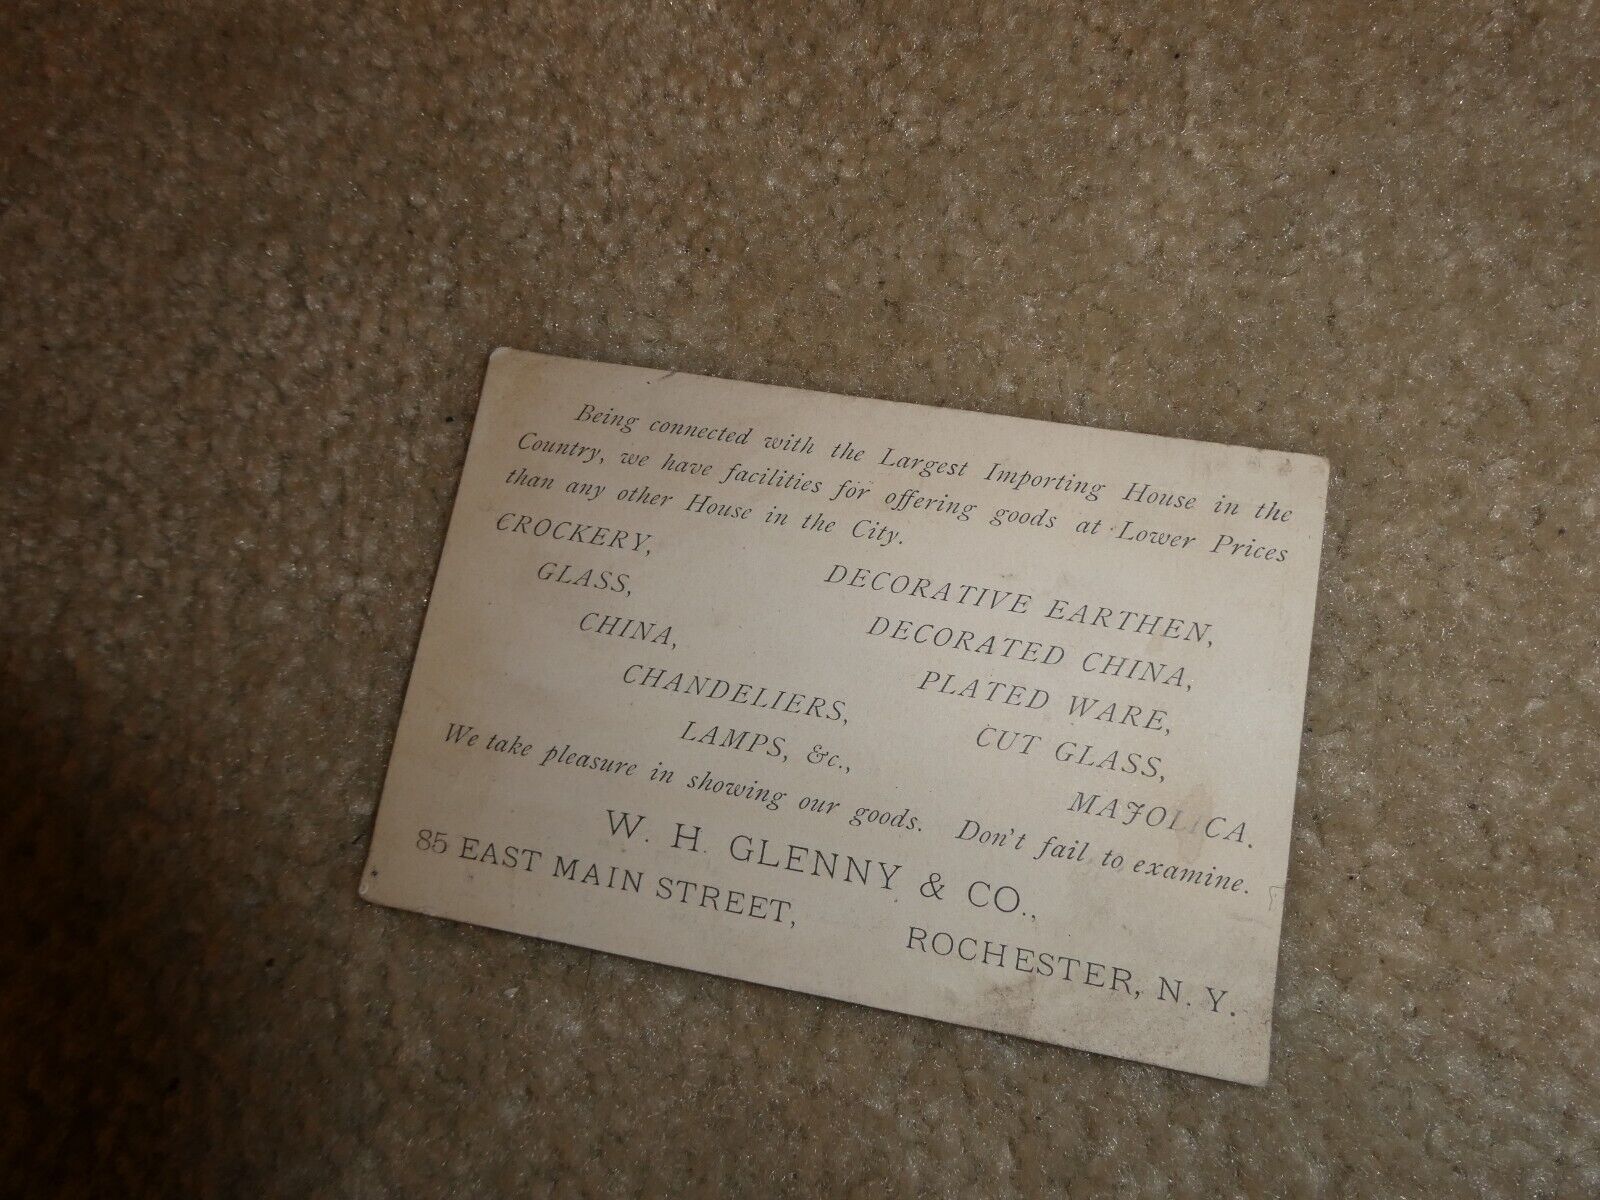 Being connected with the Largest Importing House in the
Country, we have facilities for offering goods at Lower Prices
than any other House in the City.
CROCKERY,
GLASS,
CHINA,
CHANDELIERS,
LAMPS, &c.,
DECORATIVE EARTHEN,
DECORATED CHINA,
PLATED WARE,
CUT GLASS,
MAJOLICA.
We take pleasure in showing our goods. Don't fail to examine.
W. H. GLENNY & CO.,
85 EAST MAIN STREET, ROCHESTER, N. Y.